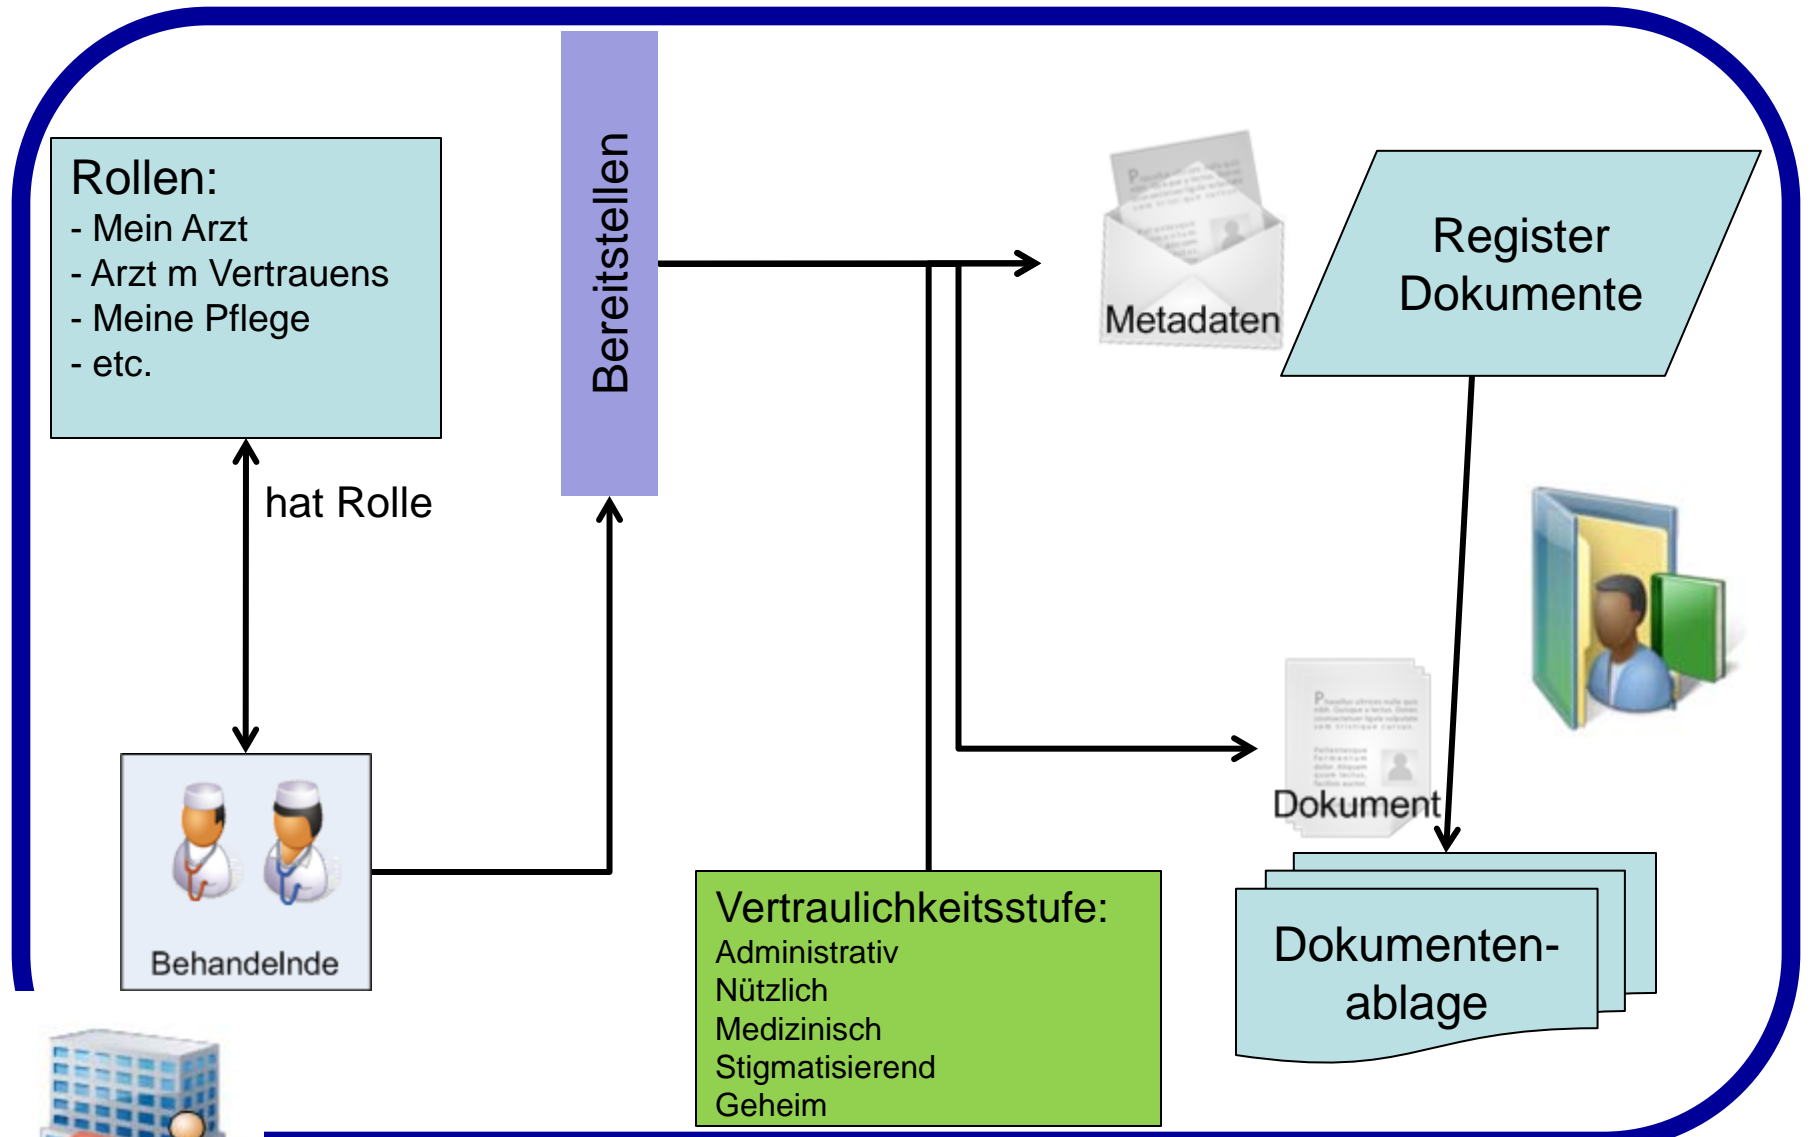 Rollen:
- Mein Arzt
- Arzt m Vertrauens
- Meine Pflege
- etc.
hat Rolle
Behandelnde
Bereitstellen
Metadaten
Register
Dokumente
Dokument
Vertraulichkeitsstufe:
Administrativ
Nützlich
Medizinisch
Stigmatisierend
Geheim
Dokumenten-
ablage